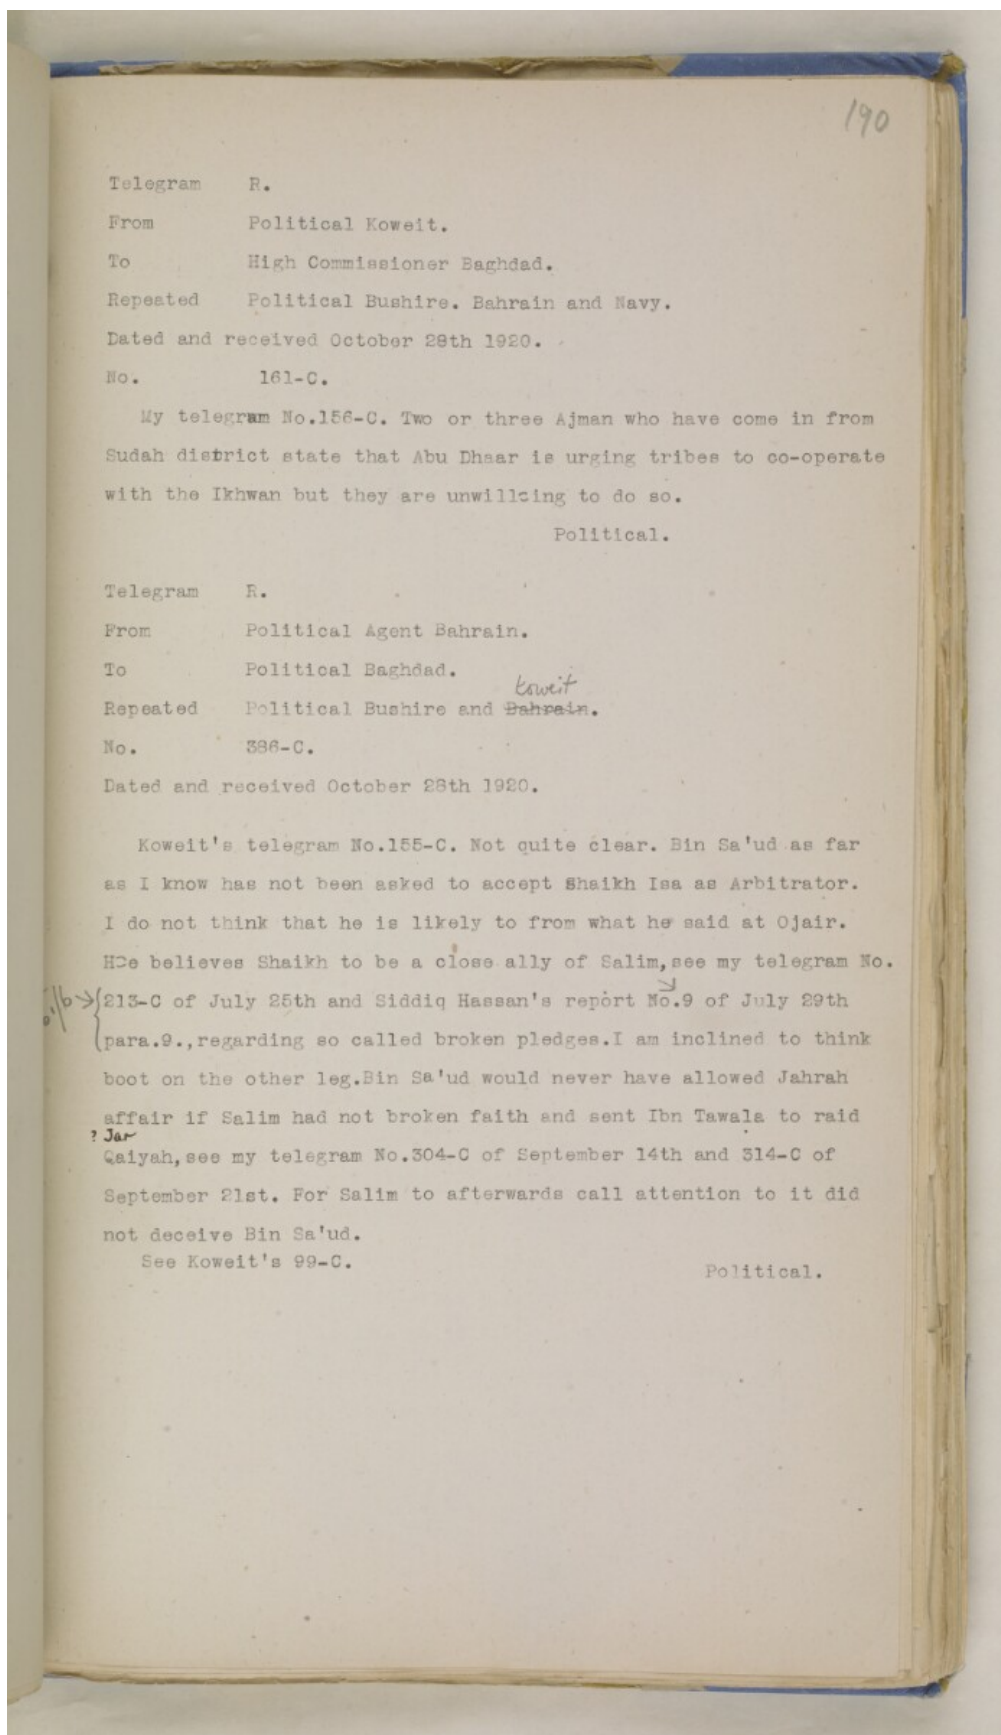 190
Telegram R.
From Political Koweit.
To High Commissioner Baghdad.
Repeated Political Bushire. Bahrain and Navy.
Dated and received October 28th 1920.
No. 161-C.
My telegram No.156-C. Two or three Ajman who have come in from
Sudah district state that Abu Dhaar is urging tribes to co-operate
with the Ikhwan but they are unwillcing to do so.
Political.
Telegram R.
From Political Agent Bahrain.
To Political Baghdad.
Koweit
Repeated Political Bushire and Bahrain.
No. 386-C.
Dated and received October 28th 1920.
Koweit's telegram No.155-C. Not quite clear. Bin Sa'ud as far
as I know has not been asked to accept Shaikh Isa as Arbitrator.
I do not think that he is likely to from what he said at Ojair.
He believes Shaikh to be a close ally of Salim,see my telegram No.
213-C of July 25th and Siddiq Hassan's report No.9 of July 29th
para.9.,regarding so called broken pledges.I am inclined to think
boot on the other leg.Bin Sa'ud would never have allowed Jahrah
affair if Salim had not broken faith and sent Ibn Tawala to raid
? Jar
Qaiyah,see my telegram No.304-C of September 14th and 314-C of
September 21st. For Salim to afterwards call attention to it did
not deceive Bin Sa'ud.
See Koweit's 99-C.
Political.